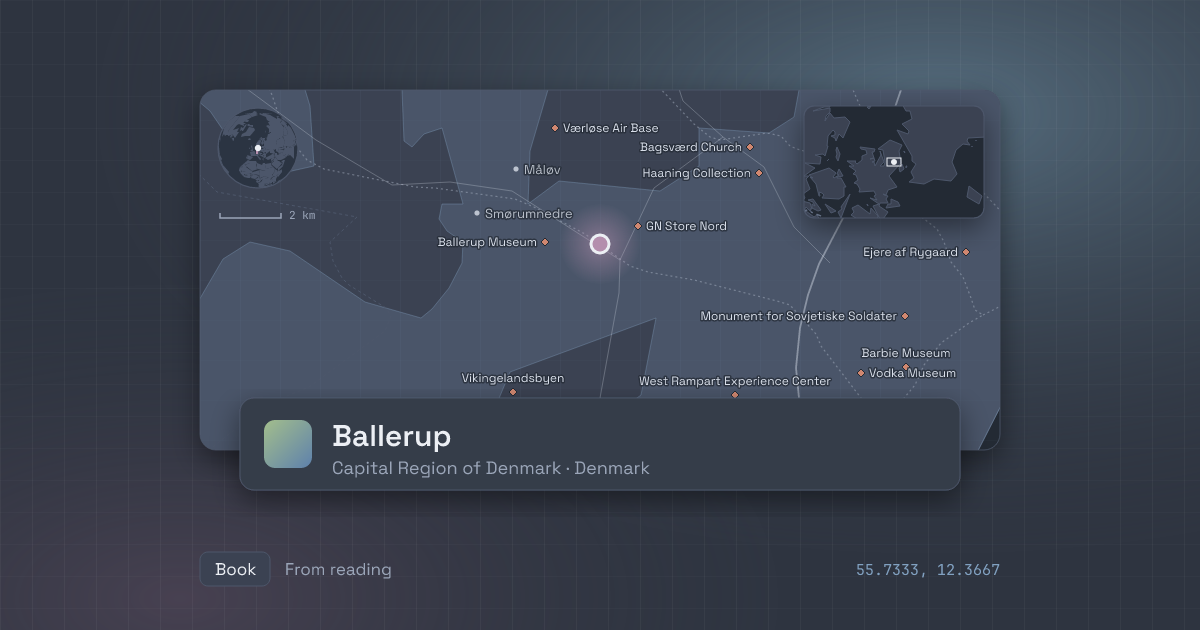 Værløse Air Base
Bagsværd Church
Måløv
Haaning Collection
2 km
Smørumnedre
GN Store Nord
Ballerup Museum
Ejere af Rygaard
Monument for Sovjetiske Soldater
Barbie Museum
Vodka Museum
Vikingelandsbyen
West Rampart Experience Center
Ballerup
Capital Region of Denmark · Denmark
Book
From reading
55.7333, 12.3667